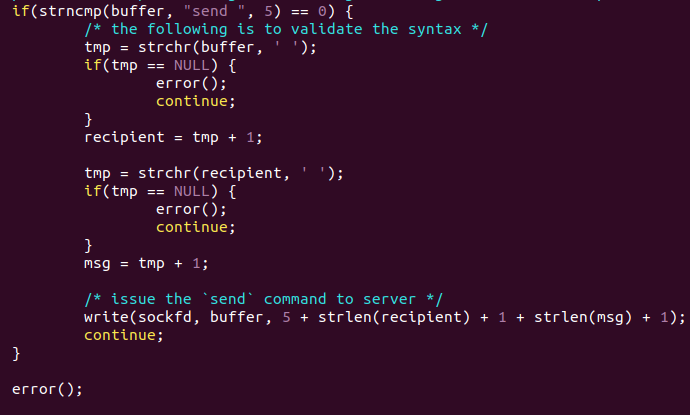 if(strncmp(buffer, "send ", 5) == 0) {
/* the following is to validate the syntax */
tmp = strchr(buffer, ' ');
if(tmp == NULL) {
error();
continue;
}
recipient = tmp + 1;
tmp = strchr(recipient, ' ');
if(tmp == NULL) {
error();
continue;
}
msg = tmp + 1;
/* issue the `send` command to server */
write(sockfd, buffer, 5 + strlen(recipient) + 1 + strlen(msg) + 1);
continue;
}
error();